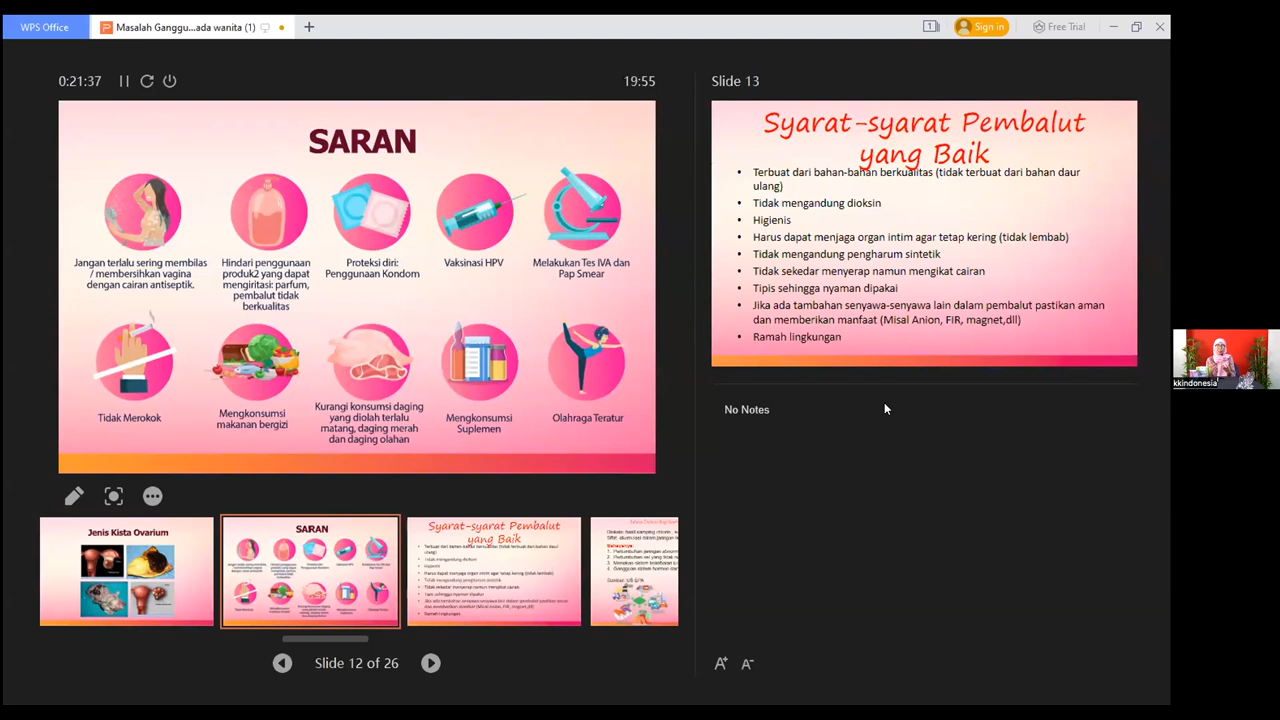 WPS Office
Masalah Ganggu...ada wanita (1)
1
Sign in
Free Trial
0:21:37
19:55
Slide 13
SARAN
Jangan terlalu sering membilas
/ membersihkan vagina
dengan cairan antiseptik.
Hindari penggunaan
produk2 yang dapat
mengiritasi: parfum,
pembalut tidak
berkualitas
Proteksi diri:
Penggunaan Kondom
Vaksinasi HPV
Melakukan Tes IVA dan
Pap Smear
Tidak Merokok
Mengkonsumsi
makanan bergizi
Kurangi konsumsi daging
yang diolah terlalu
matang, daging merah
dan daging olahan
Mengkonsumsi
Suplemen
Olahraga Teratur
Syarat-syarat Pembalut
yang Baik
• Terbuat dari bahan-bahan berkualitas (tidak terbuat dari bahan daur
ulang)
• Tidak mengandung dioksin
• Higienis
• Harus dapat menjaga organ intim agar tetap kering (tidak lembab)
• Tidak mengandung pengharum sintetik
• Tidak sekedar menyerap namun mengikat cairan
• Tipis sehingga nyaman dipakai
• Jika ada tambahan senyawa-senyawa lain dalam pembalut pastikan aman
dan memberikan manfaat (Misal Anion, FIR, magnet,dll)
• Ramah lingkungan
kkindonesia
No Notes
Jenis Kista Ovarium
SARAN
Syarat-syarat Pembalut
yang Baik
Slide 12 of 26
A+
A-